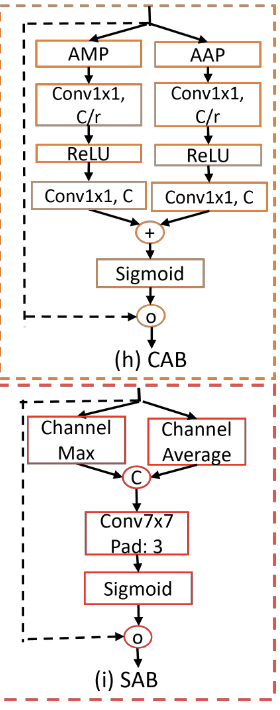 AMP
AAP
Conv1x1,
C/r
Conv1x1,
C/r
ReLU
ReLU
Conv1x1, C
Conv1x1, C
+
Sigmoid
o
(h) CAB
Channel
Max
Channel
Average
C
Conv7x7
Pad: 3
Sigmoid
o
(i) SAB